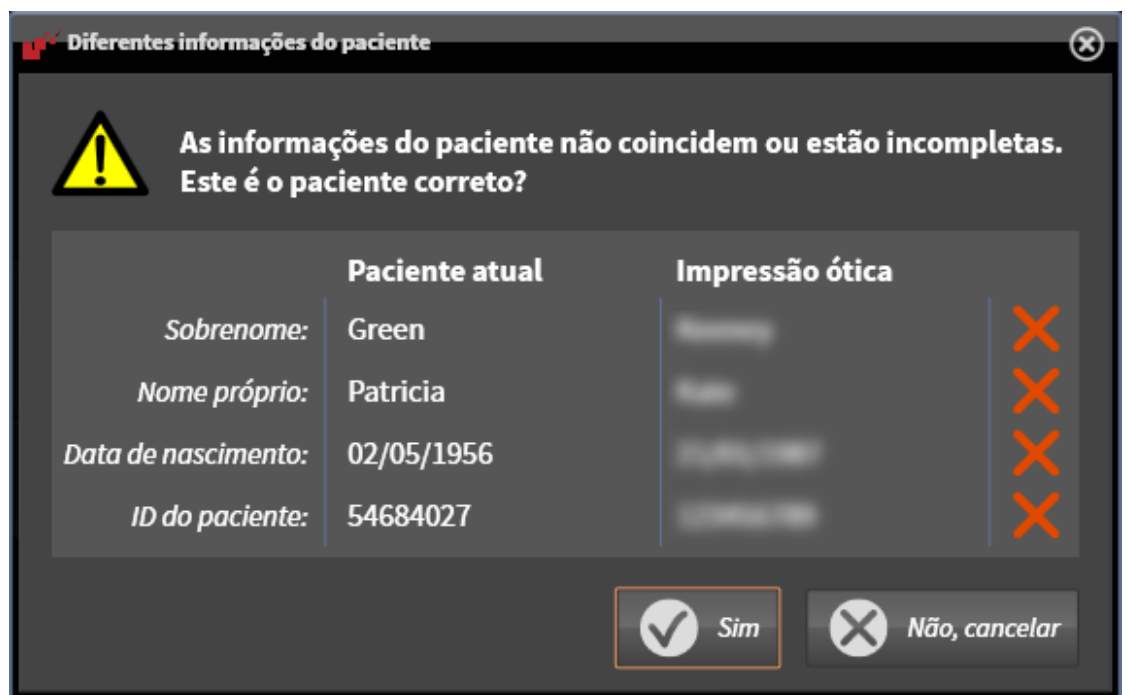 Diferentes informações do paciente
As informações do paciente não coincidem ou estão incompletas.
Este é o paciente correto?
Paciente atual Impressão ótica
Sobrenome: Green
Nome próprio: Patricia
Data de nascimento: 02/05/1956
ID do paciente: 54684027
Sim Não, cancelar